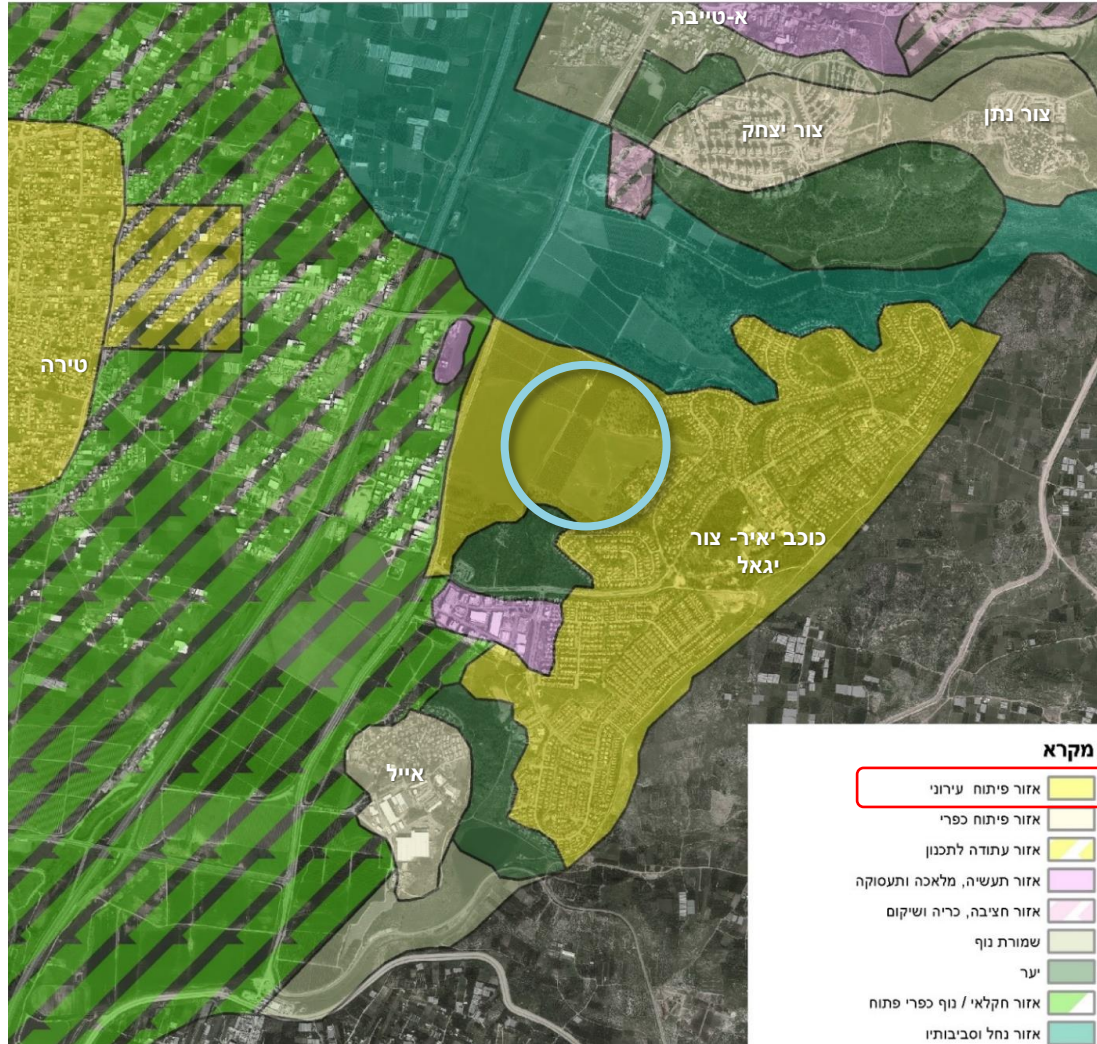 א-טייבה
צור נתן
צור יצחק
טירה
כוכב יאיר- צור
יגאל
אייל
מקרא
אזור פיתוח עירוני
אזור פיתוח כפרי
אזור עתודה לתכנון
אזור תעשיה, מלאכה ותעסוקה
אזור חציבה, כריה ושיקום
שמורת נוף
יער
אזור חקלאי / נוף כפרי פתוח
אזור נחל וסביבותיו